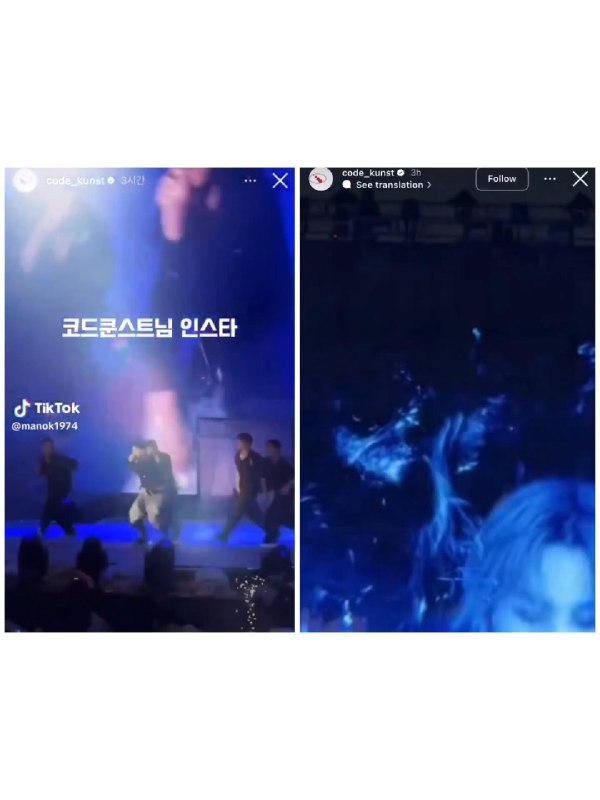 code_kunst 3시간
코드쿤스트님 인스타
TikTok
@manok1974
code_kunst 3h
See translation
Follow